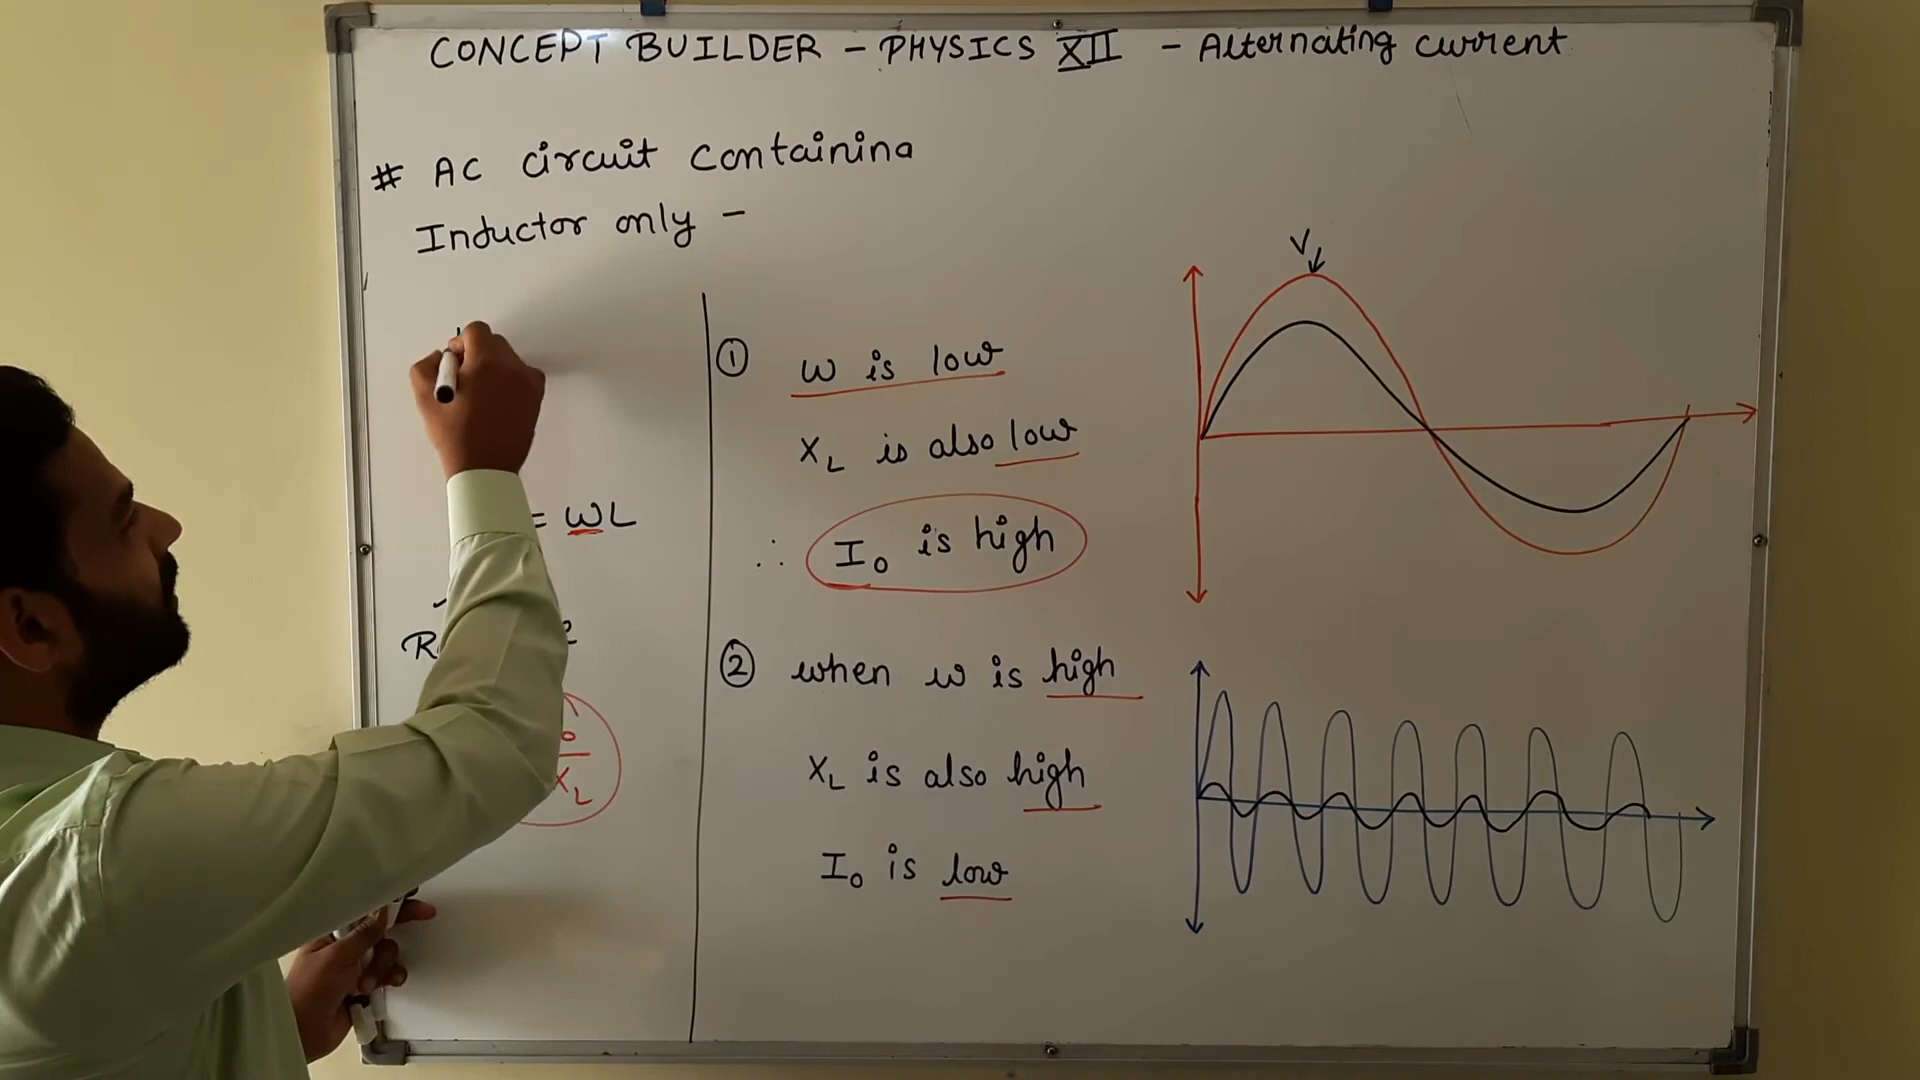 CONCEPT BUILDER - PHYSICS XII - Alternating current
# AC circuit containing
Inductor only -
= ωL
① ω is low
X_L is also low
∴ I₀ is high
② when ω is high
X_L is also high
I₀ is low
V
X_L